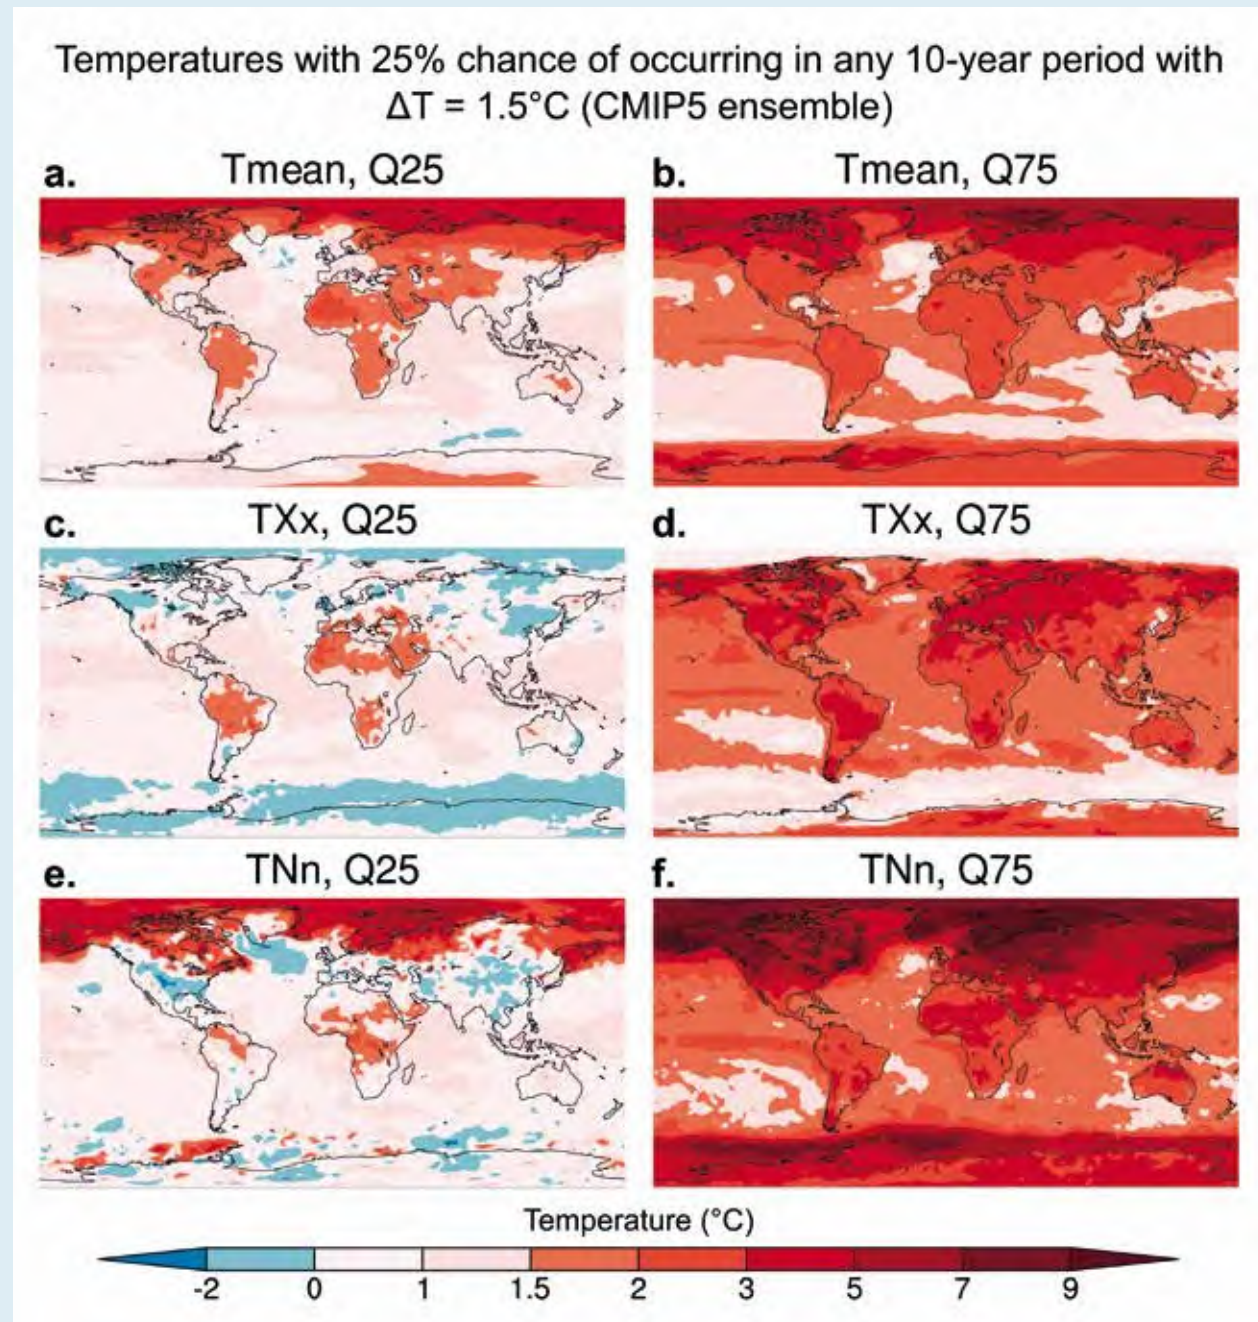 Temperatures with 25% chance of occurring in any 10-year period with
ΔT = 1.5°C (CMIP5 ensemble)
a. Tmean, Q25
b. Tmean, Q75
c. TXx, Q25
d. TXx, Q75
e. TNn, Q25
f. TNn, Q75
Temperature (°C)
-2 0 1 1.5 2 3 5 7 9